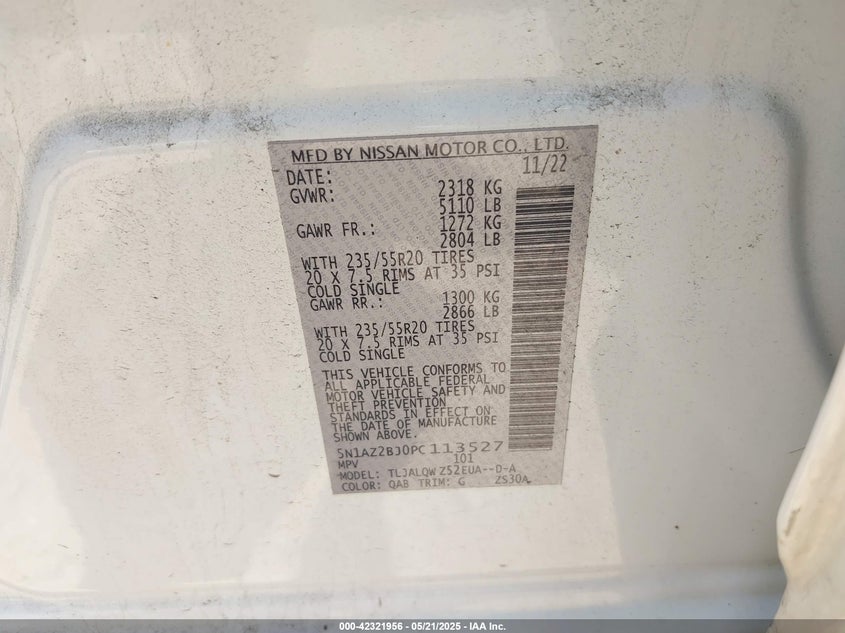 MFD BY NISSAN MOTOR CO., LTD.
DATE: 11/22
GVWR: 2318 KG
5110 LB
GAWR FR.: 1272 KG
2804 LB
WITH 235/55R20 TIRES
20 X 7.5 RIMS AT 35 PSI
COLD SINGLE
GAWR RR.: 1300 KG
2866 LB
WITH 235/55R20 TIRES
20 X 7.5 RIMS AT 35 PSI
COLD SINGLE
THIS VEHICLE CONFORMS TO
ALL APPLICABLE FEDERAL
MOTOR VEHICLE SAFETY AND
THEFT PREVENTION
STANDARDS IN EFFECT ON
THE DATE OF MANUFACTURE
SHOWN ABOVE.
5N1AZ2BJ0PC113527
MPV 101
MODEL: TLJALQW Z52EUA--D-A
COLOR: QAB TRIM: G ZS30A
000-42321956 — 05/21/2025 — IAA Inc.